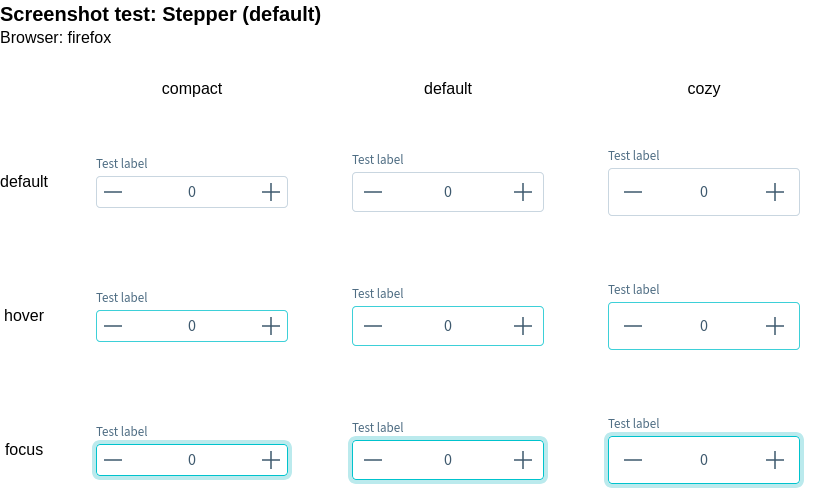 Screenshot test: Stepper (default)
Browser: firefox
compact default cozy
Test label Test label Test label
default 0 0 0
Test label Test label Test label
hover 0 0 0
Test label Test label Test label
focus 0 0 0